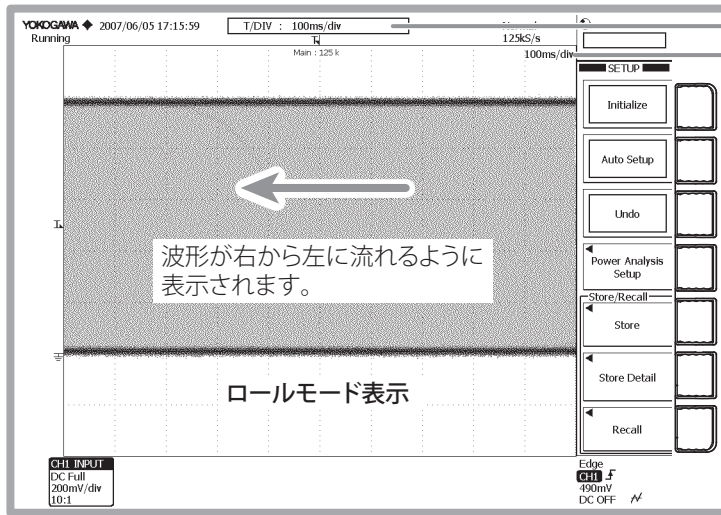 YOKOGAWA ◆ 2007/06/05 17:15:59
T/DIV : 100ms/div
Running
125kS/s
Main : 125 k
100ms/div
SETUP
Initialize
Auto Setup
Undo
Power Analysis
Setup
Store/Recall
Store
Store Detail
Recall
波形が右から左に流れるように
表示されます。
ロールモード表示
CH1 INPUT
DC Full
200mV/div
10:1
Edge
CH1
490mV
DC OFF